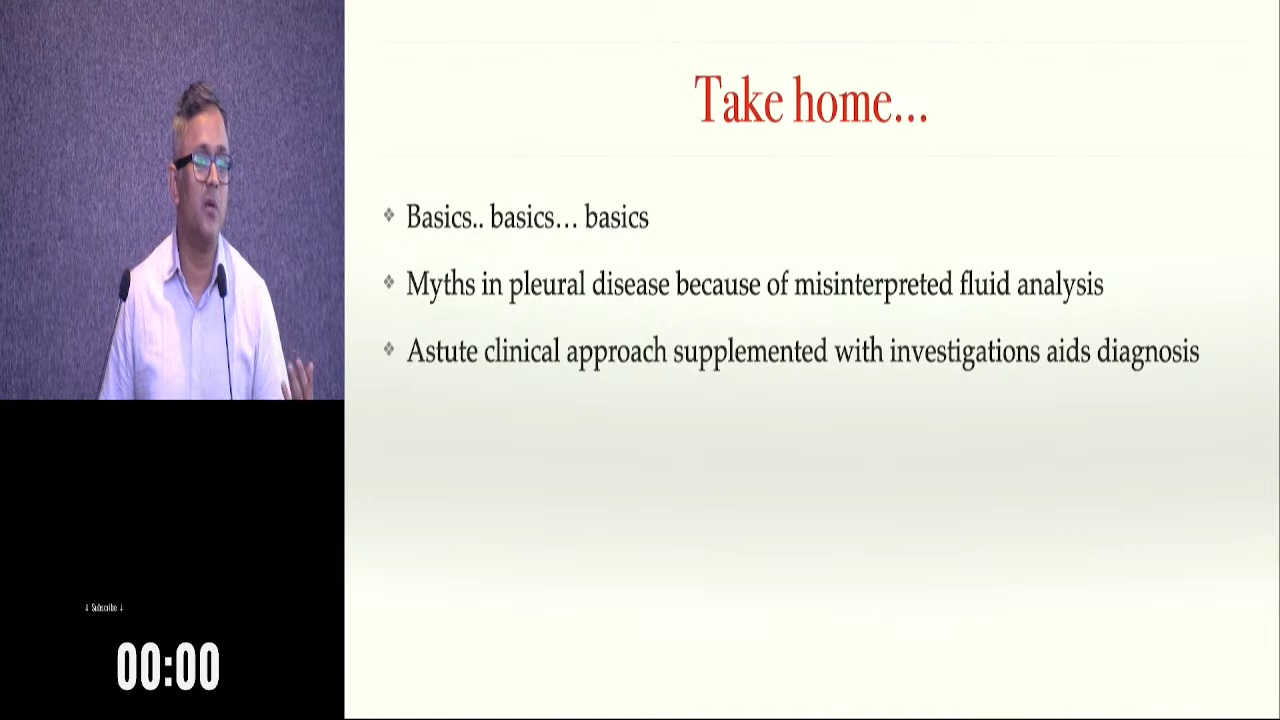 Take home...
Basics.. basics... basics
Myths in pleural disease because of misinterpreted fluid analysis
Astute clinical approach supplemented with investigations aids diagnosis
↓ Subscribe ↓
00:00